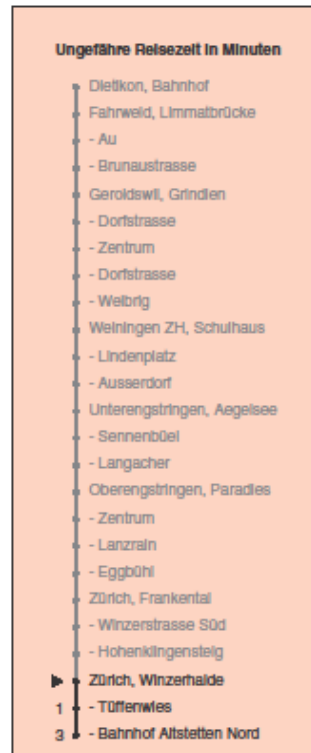 Ungefähre Reisezeit in Minuten
Dietikon, Bahnhof
Fahrweid, Limmatbrücke
- Au
- Brunaustrasse
Geroldswil, Grindlen
- Dorfstrasse
- Zentrum
- Dorfstrasse
- Welbrig
Weiningen ZH, Schulhaus
- Lindenplatz
- Ausserdorf
Unterengstringen, Aegelsee
- Sennenbüel
- Langacher
Oberengstringen, Paradies
- Zentrum
- Lanzrain
- Eggbühl
Zürich, Frankental
- Winzerstrasse Süd
- Hohenklingensteig
Zürich, Winzerhalde
1 - Tüffenwies
3 - Bahnhof Altstetten Nord